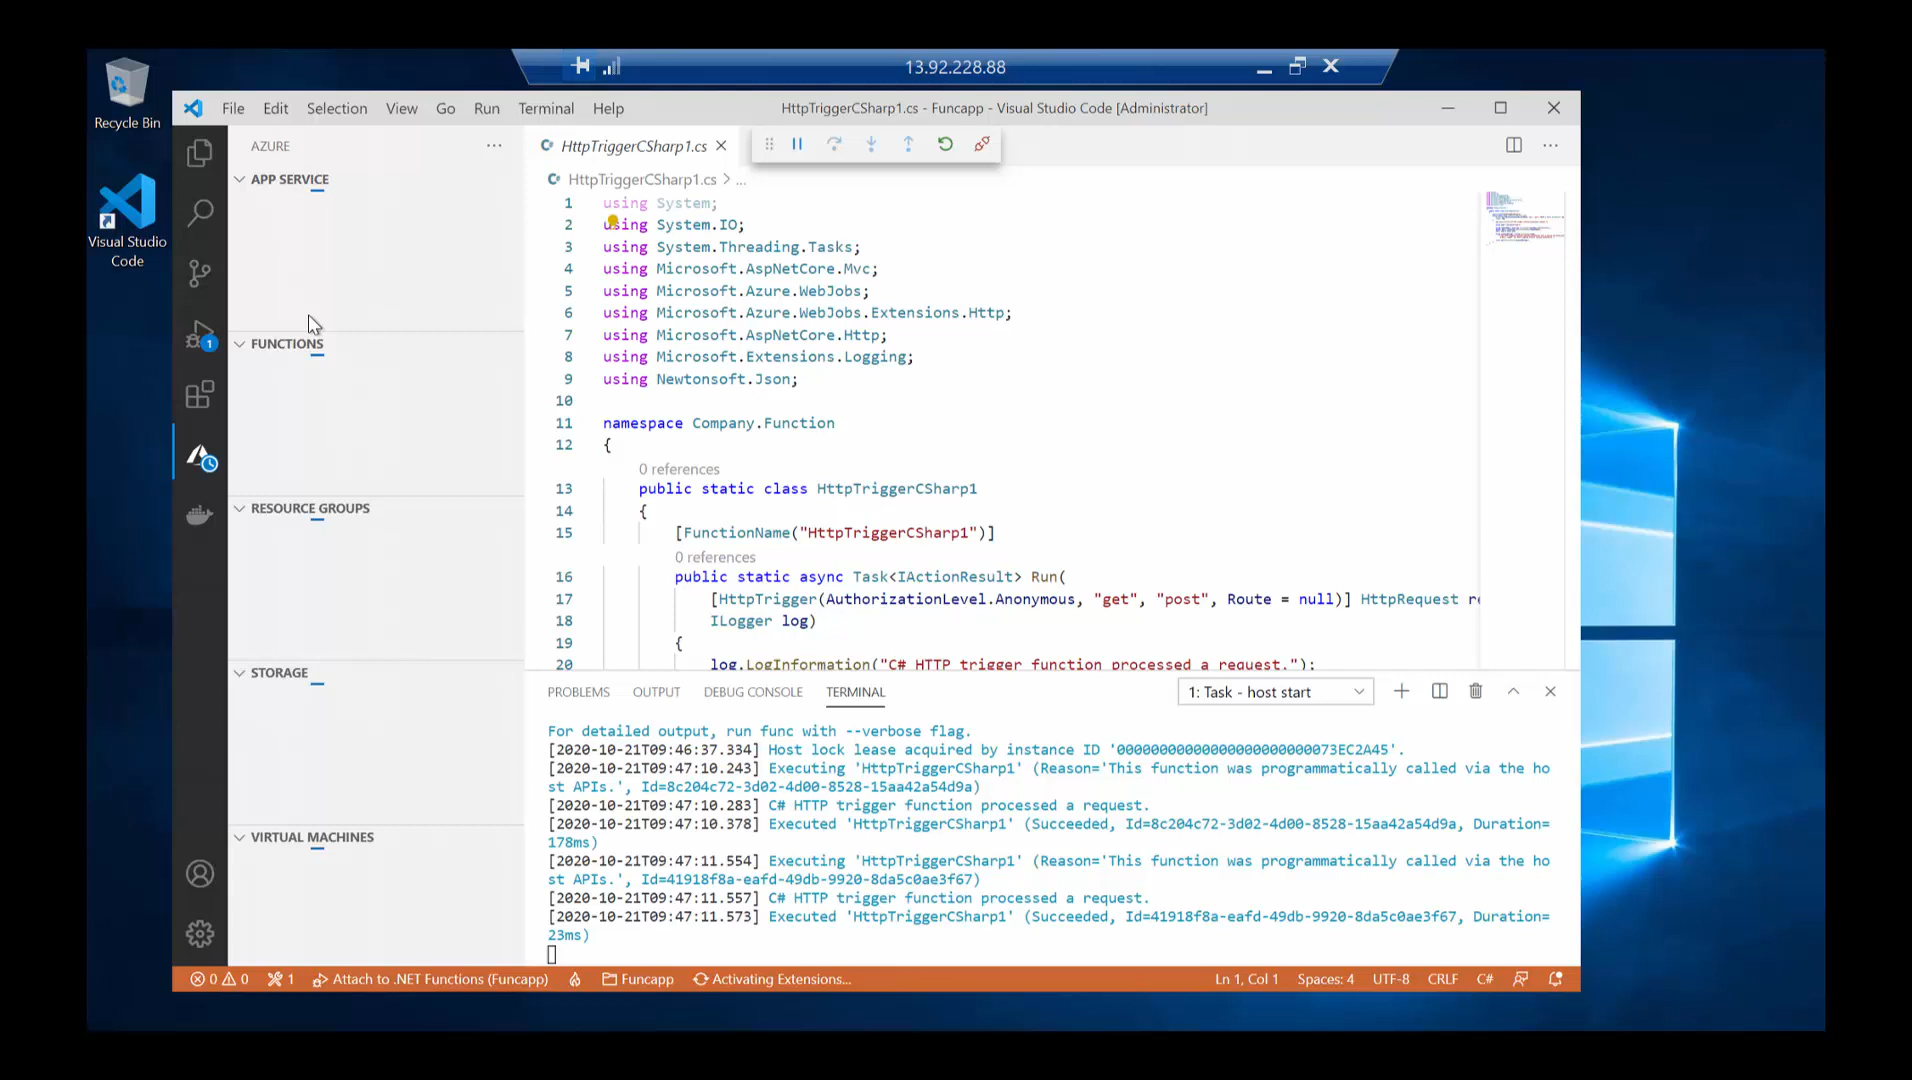 13.92.228.88
Recycle Bin
Visual Studio
Code
File Edit Selection View Go Run Terminal Help
HttpTriggerCSharp1.cs - Funcapp - Visual Studio Code [Administrator]
AZURE
APP SERVICE
FUNCTIONS
RESOURCE GROUPS
STORAGE
VIRTUAL MACHINES
1
HttpTriggerCSharp1.cs
HttpTriggerCSharp1.cs > ...
1 using System;
2 using System.IO;
3 using System.Threading.Tasks;
4 using Microsoft.AspNetCore.Mvc;
5 using Microsoft.Azure.WebJobs;
6 using Microsoft.Azure.WebJobs.Extensions.Http;
7 using Microsoft.AspNetCore.Http;
8 using Microsoft.Extensions.Logging;
9 using Newtonsoft.Json;
10
11 namespace Company.Function
12 {
0 references
13 public static class HttpTriggerCSharp1
14 {
15 [FunctionName("HttpTriggerCSharp1")]
0 references
16 public static async Task<IActionResult> Run(
17 [HttpTrigger(AuthorizationLevel.Anonymous, "get", "post", Route = null)] HttpRequest re
18 ILogger log)
19 {
20 log.LogInformation("C# HTTP trigger function processed a request.");
PROBLEMS OUTPUT DEBUG CONSOLE TERMINAL
1: Task - host start
For detailed output, run func with --verbose flag.
[2020-10-21T09:46:37.334] Host lock lease acquired by instance ID '00000000000000000000000073EC2A45'.
[2020-10-21T09:47:10.243] Executing 'HttpTriggerCSharp1' (Reason='This function was programmatically called via the ho
st APIs.', Id=8c204c72-3d02-4d00-8528-15aa42a54d9a)
[2020-10-21T09:47:10.283] C# HTTP trigger function processed a request.
[2020-10-21T09:47:10.378] Executed 'HttpTriggerCSharp1' (Succeeded, Id=8c204c72-3d02-4d00-8528-15aa42a54d9a, Duration=
178ms)
[2020-10-21T09:47:11.554] Executing 'HttpTriggerCSharp1' (Reason='This function was programmatically called via the ho
st APIs.', Id=41918f8a-eafd-49db-9920-8da5c0ae3f67)
[2020-10-21T09:47:11.557] C# HTTP trigger function processed a request.
[2020-10-21T09:47:11.573] Executed 'HttpTriggerCSharp1' (Succeeded, Id=41918f8a-eafd-49db-9920-8da5c0ae3f67, Duration=
23ms)
0 0 1 Attach to .NET Functions (Funcapp) Funcapp Activating Extensions... Ln 1, Col 1 Spaces: 4 UTF-8 CRLF C#